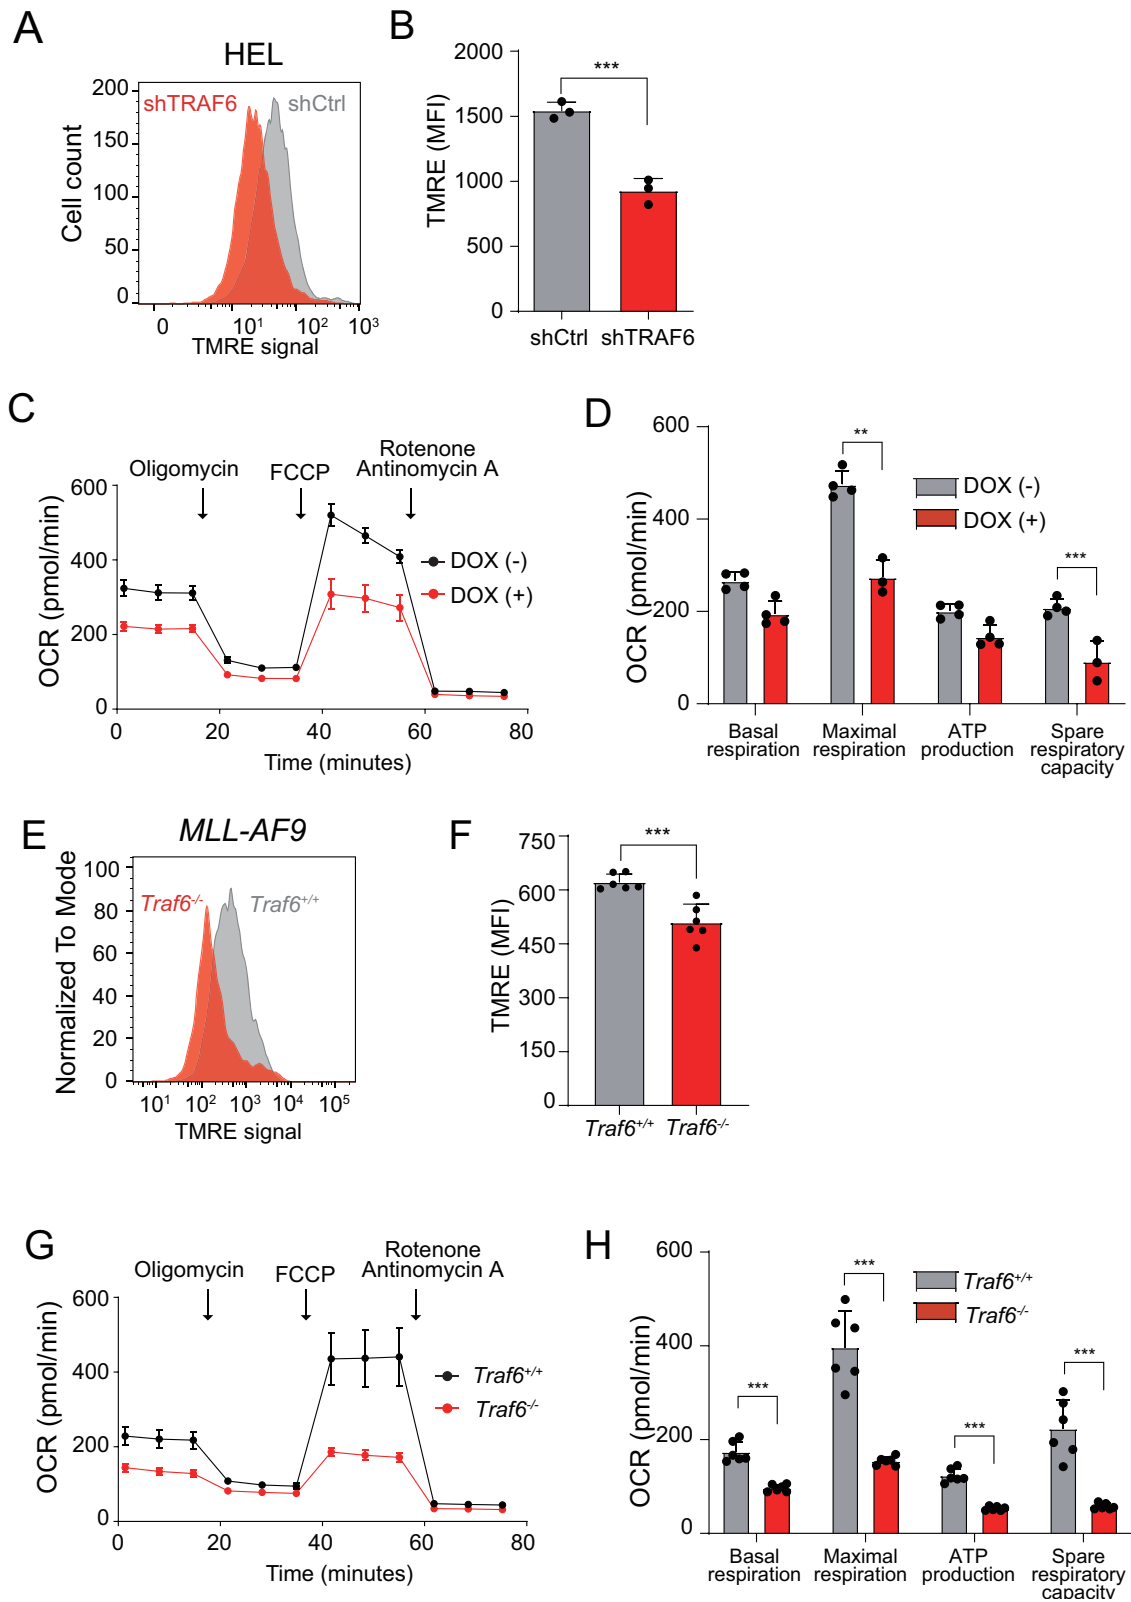 A
HEL
200
150
100
50
0
Cell count
shTRAF6
shCtrl
0 10¹ 10² 10³
TMRE signal
B
2000
1500
1000
500
0
TMRE (MFI)
***
shCtrl shTRAF6
C
Oligomycin
FCCP
Rotenone
Antinomycin A
600
400
200
0
OCR (pmol/min)
DOX (-)
DOX (+)
0 20 40 60 80
Time (minutes)
D
600
400
200
0
OCR (pmol/min)
**
***
DOX (-)
DOX (+)
Basal
respiration
Maximal
respiration
ATP
production
Spare
respiratory
capacity
E
MLL-AF9
100
80
60
40
20
0
Normalized To Mode
Traf6-/-
Traf6+/+
10¹ 10² 10³ 10⁴ 10⁵
TMRE signal
F
750
600
450
300
150
0
TMRE (MFI)
***
Traf6+/+ Traf6-/-
G
Oligomycin
FCCP
Rotenone
Antinomycin A
600
400
200
0
OCR (pmol/min)
Traf6+/+
Traf6-/-
0 20 40 60 80
Time (minutes)
H
600
400
200
0
OCR (pmol/min)
***
***
***
***
Traf6+/+
Traf6-/-
Basal
respiration
Maximal
respiration
ATP
production
Spare
respiratory
capacity